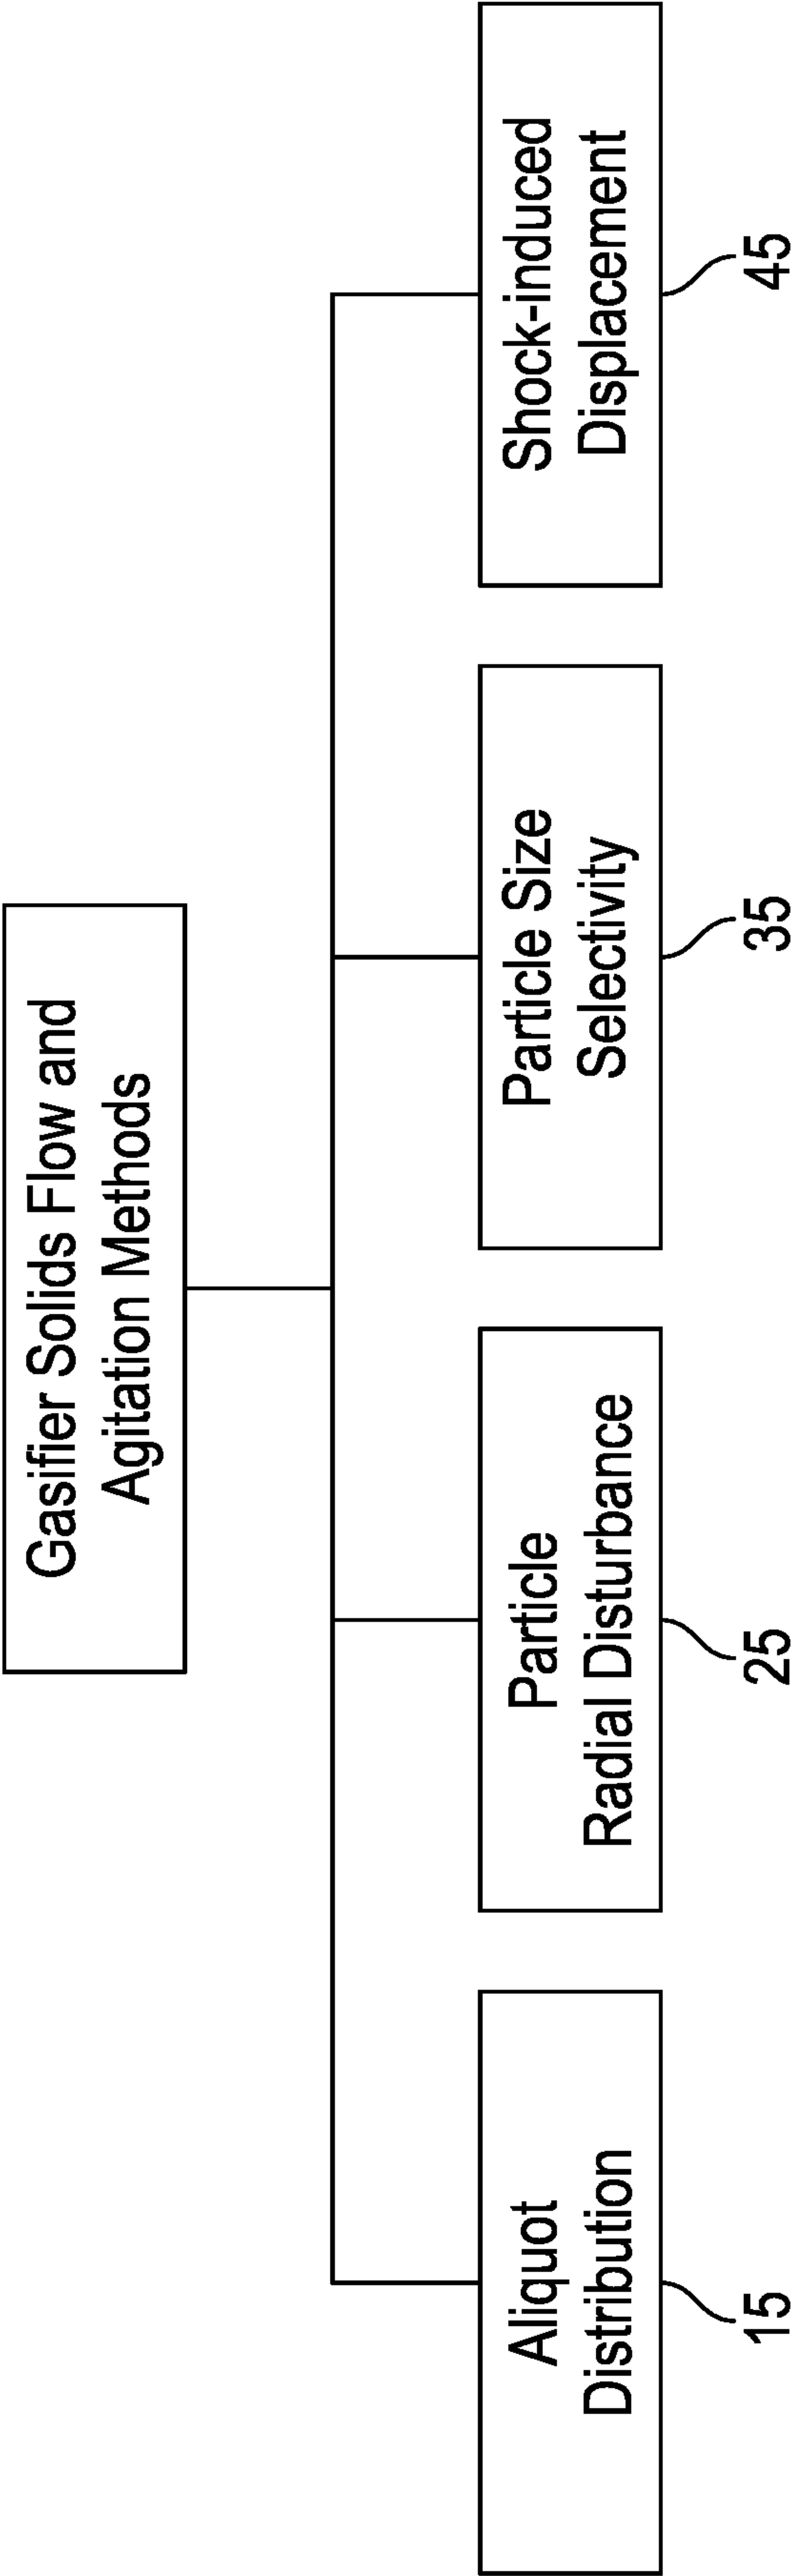 Gasifier Solids Flow and
Agitation Methods
Aliquot
Distribution
15
Particle
Radial Disturbance
25
Particle Size
Selectivity
35
Shock-induced
Displacement
45